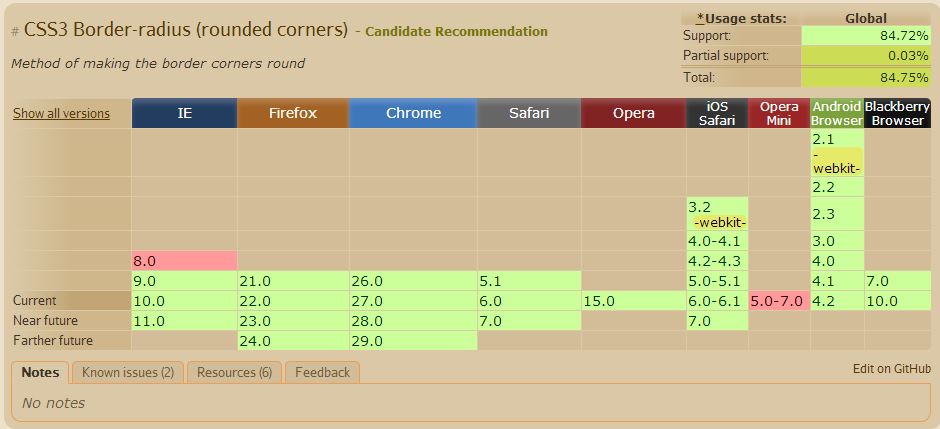 # CSS3 Border-radius (rounded corners) - Candidate Recommendation
Method of making the border corners round
*Usage stats: Global
Support: 84.72%
Partial support: 0.03%
Total: 84.75%
Show all versions IE Firefox Chrome Safari Opera iOS Safari Opera Mini Android Browser Blackberry Browser
2.1 -webkit-
2.2
3.2 -webkit- 2.3
4.0-4.1 3.0
8.0 4.2-4.3 4.0
9.0 21.0 26.0 5.1 5.0-5.1 4.1 7.0
Current 10.0 22.0 27.0 6.0 15.0 6.0-6.1 5.0-7.0 4.2 10.0
Near future 11.0 23.0 28.0 7.0 7.0
Farther future 24.0 29.0
Notes Known issues (2) Resources (6) Feedback Edit on GitHub
No notes